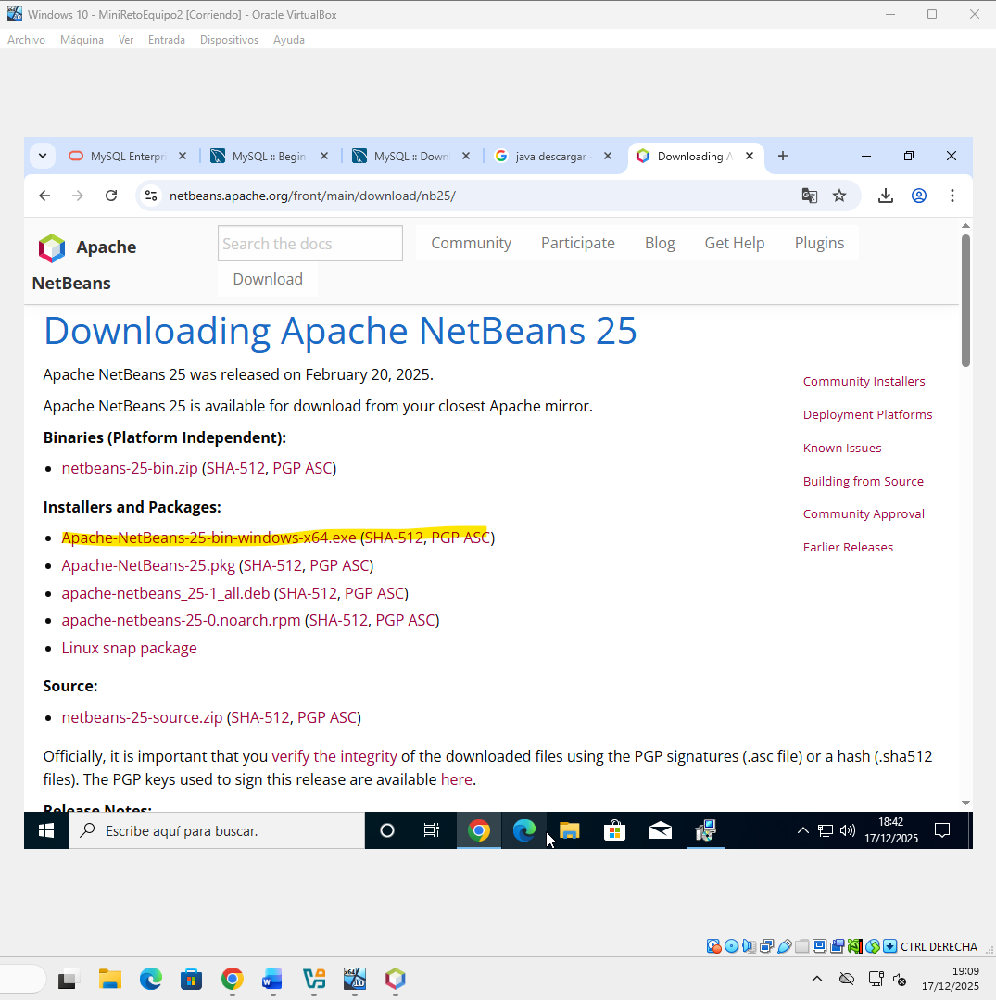 Windows 10 - MiniRetoEquipo2 [Corriendo] - Oracle VirtualBox
Archivo Máquina Ver Entrada Dispositivos Ayuda
MySQL Enterpri MySQL :: Begin MySQL :: Downl java descargar Downloading A
netbeans.apache.org/front/main/download/nb25/
Apache NetBeans
Search the docs
Community Participate Blog Get Help Plugins
Download
Downloading Apache NetBeans 25
Apache NetBeans 25 was released on February 20, 2025.
Apache NetBeans 25 is available for download from your closest Apache mirror.
Binaries (Platform Independent):
netbeans-25-bin.zip (SHA-512, PGP ASC)
Installers and Packages:
Apache-NetBeans-25-bin-windows-x64.exe (SHA-512, PGP ASC)
Apache-NetBeans-25.pkg (SHA-512, PGP ASC)
apache-netbeans_25-1_all.deb (SHA-512, PGP ASC)
apache-netbeans-25-0.noarch.rpm (SHA-512, PGP ASC)
Linux snap package
Source:
netbeans-25-source.zip (SHA-512, PGP ASC)
Officially, it is important that you verify the integrity of the downloaded files using the PGP signatures (.asc file) or a hash (.sha512
files). The PGP keys used to sign this release are available here.
Release Notes:
Community Installers
Deployment Platforms
Known Issues
Building from Source
Community Approval
Earlier Releases
Escribe aquí para buscar.
18:42
17/12/2025
CTRL DERECHA
19:09
17/12/2025